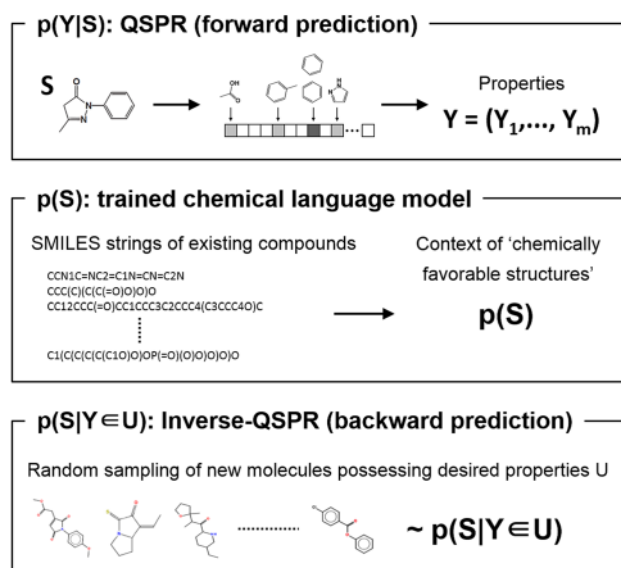 p(Y|S): QSPR (forward prediction)
S
O
N
N
OH
O
H
N
N
Properties
Y = (Y1,..., Ym)
p(S): trained chemical language model
SMILES strings of existing compounds
Context of ‘chemically
favorable structures’
CCN1C=NC2=C1N=CN=C2N
CCC(C)(C(C(=O)O)O)O
CC12CCC(=O)CC1CCC3C2CCC4(C3CCC4O)C
p(S)
C1(C(C(C(C(C1O)O)OP(=O)(O)O)O)O)O
p(S|Y∈U): Inverse-QSPR (backward prediction)
Random sampling of new molecules possessing desired properties U
~ p(S|Y∈U)